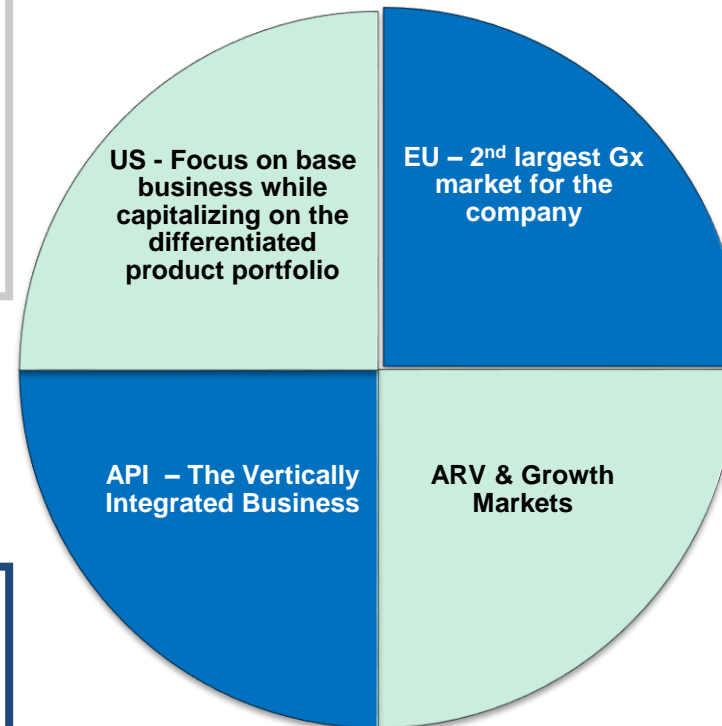 US - Focus on base
business while
capitalizing on the
differentiated
product portfolio
EU – 2nd largest Gx
market for the
company
API – The Vertically
Integrated Business
ARV & Growth
Markets